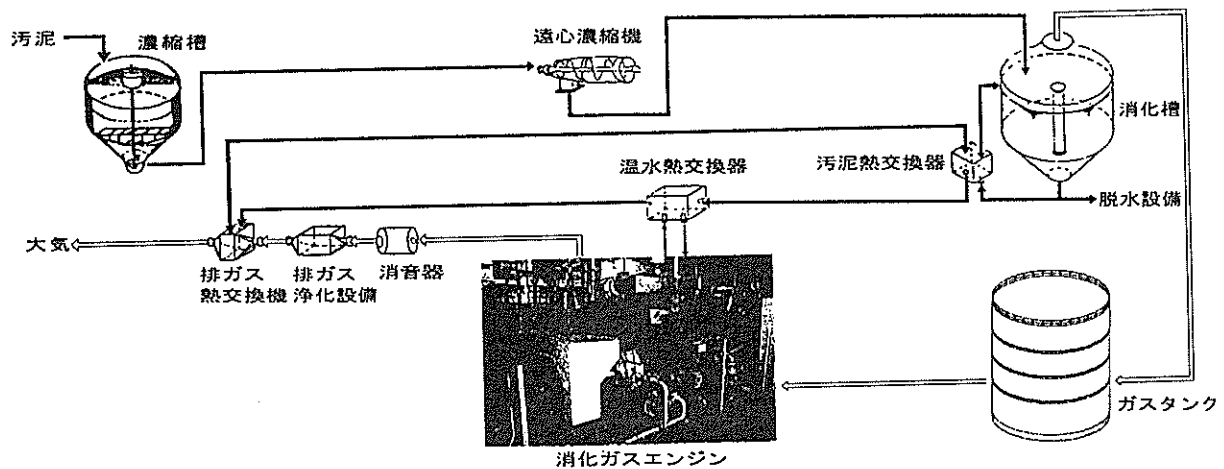 汚泥
濃縮槽
遠心濃縮機
消化槽
温水熱交換器
汚泥熱交換器
脱水設備
大気
排ガス
熱交換機
排ガス
浄化設備
消音器
ガスタンク
消化ガスエンジン